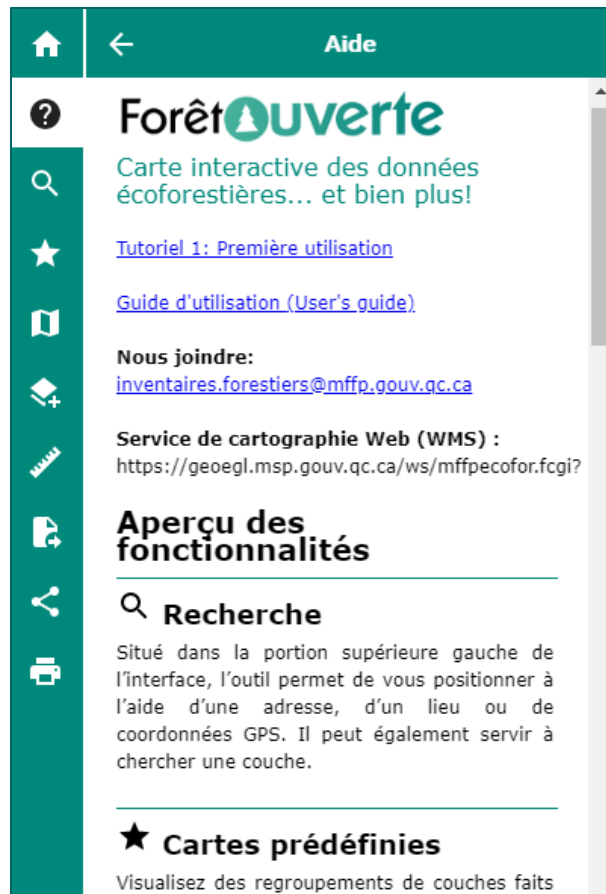 Aide
ForêtOuverte
Carte interactive des données
écoforestières... et bien plus!
Tutoriel 1: Première utilisation
Guide d'utilisation (User's guide)
Nous joindre:
inventaires.forestiers@mffp.gouv.qc.ca
Service de cartographie Web (WMS) :
https://geoegl.msp.gouv.qc.ca/ws/mffpecofor.fcgi?
Aperçu des
fonctionnalités
Recherche
Situé dans la portion supérieure gauche de
l’interface, l’outil permet de vous positionner à
l’aide d’une adresse, d’un lieu ou de
coordonnées GPS. Il peut également servir à
chercher une couche.
Cartes prédéfinies
Visualisez des regroupements de couches faits